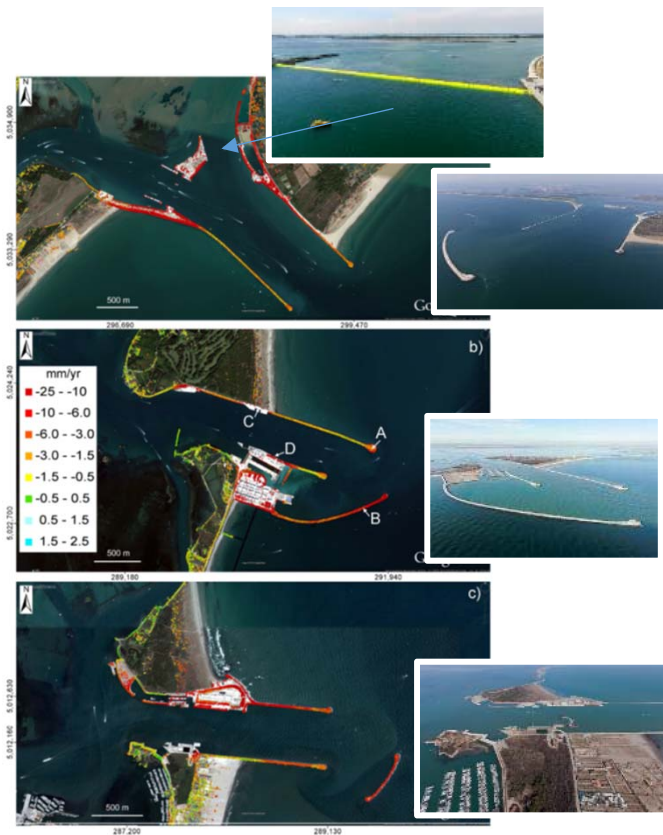 N
5,034,900
5,033,290
500 m
296,690
299,470
N
b)
5,024,240
5,022,700
mm/yr
-25 - -10
-10 - -6.0
-6.0 - -3.0
-3.0 - -1.5
-1.5 - -0.5
-0.5 - 0.5
0.5 - 1.5
1.5 - 2.5
C
A
D
B
500 m
289,180
291,940
N
c)
5,012,630
5,012,160
500 m
287,200
289,130